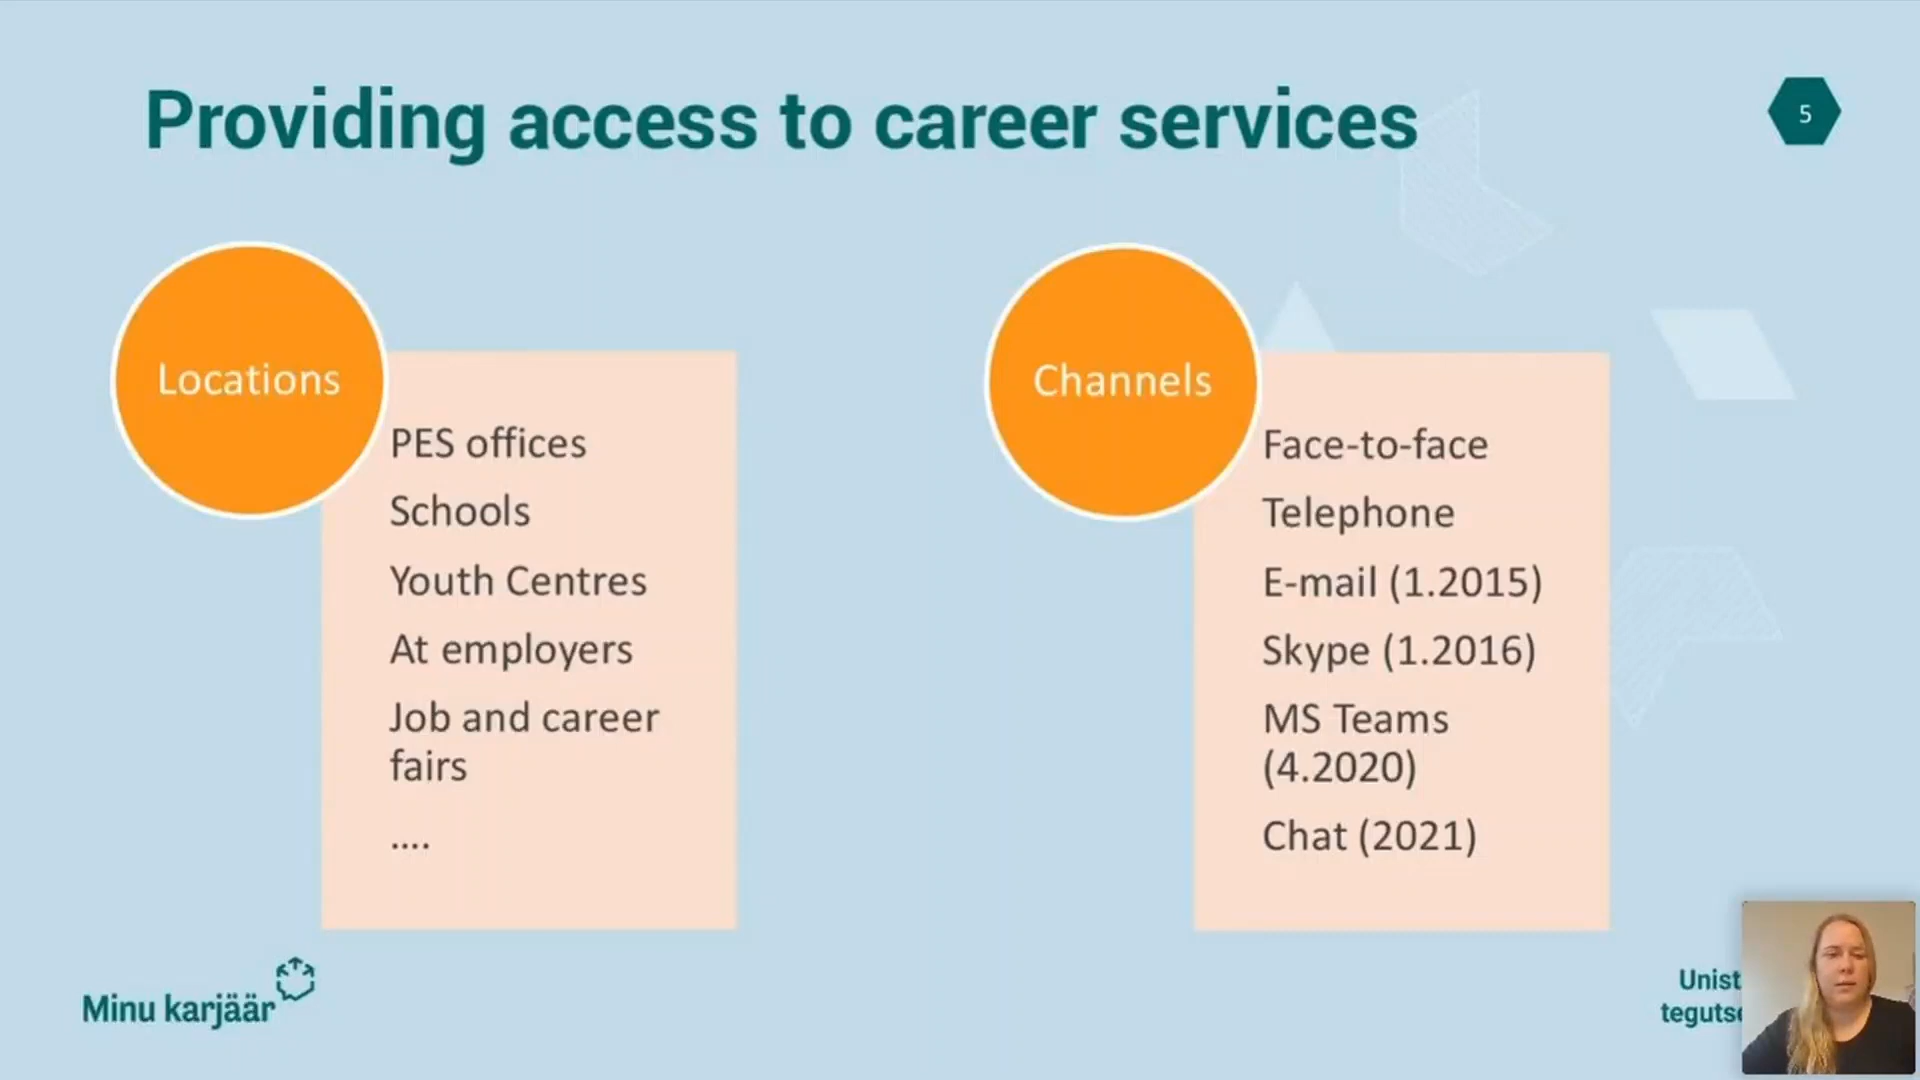 Providing access to career services
5
Locations
PES offices
Schools
Youth Centres
At employers
Job and career
fairs
....
Channels
Face-to-face
Telephone
E-mail (1.2015)
Skype (1.2016)
MS Teams
(4.2020)
Chat (2021)
Minu karjäär